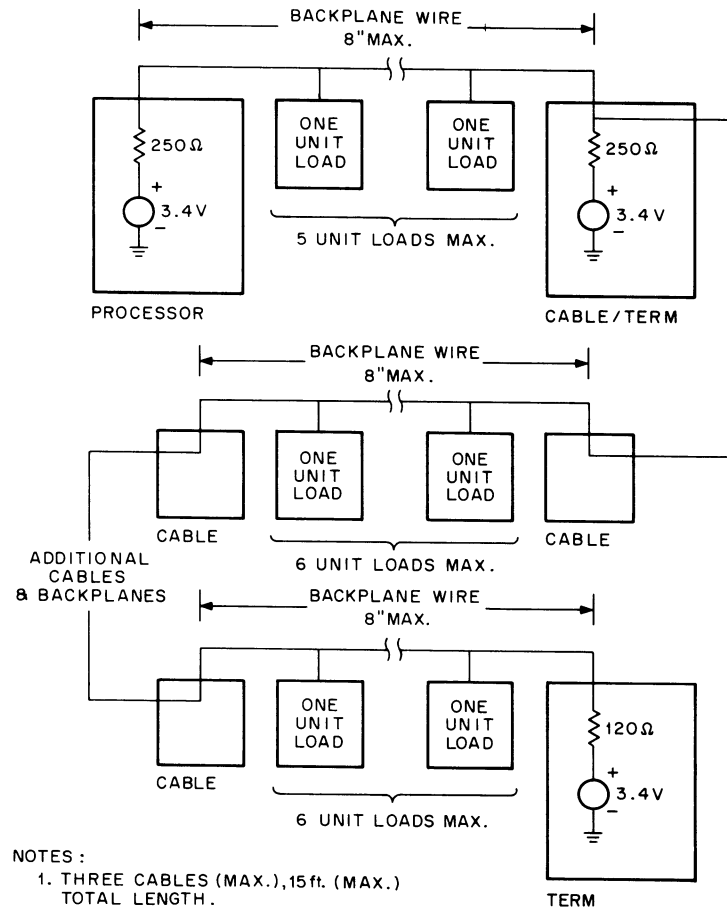 BACKPLANE WIRE
8"MAX.
ONE
UNIT
LOAD
ONE
UNIT
LOAD
250Ω
+
3.4V
-
250Ω
+
3.4V
-
5 UNIT LOADS MAX.
PROCESSOR
CABLE/TERM
BACKPLANE WIRE
8"MAX.
ONE
UNIT
LOAD
ONE
UNIT
LOAD
CABLE
CABLE
6 UNIT LOADS MAX.
ADDITIONAL
CABLES
& BACKPLANES
BACKPLANE WIRE
8"MAX.
ONE
UNIT
LOAD
ONE
UNIT
LOAD
120Ω
+
3.4V
-
CABLE
6 UNIT LOADS MAX.
TERM
NOTES :
1. THREE CABLES (MAX.),15ft. (MAX.)
TOTAL LENGTH.